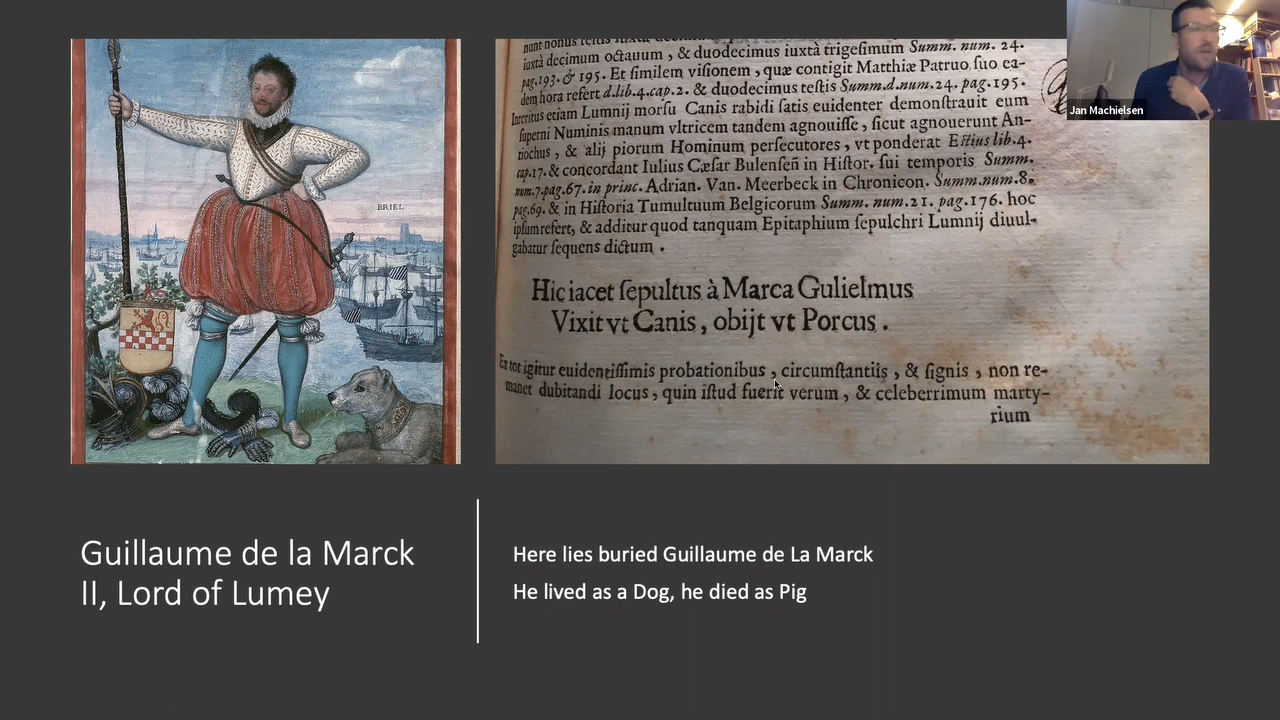 Jan Machielsen
BRIEL
nunt nonus testis iuxtà decimum
iuxtà decimum octauum, & duodecimus iuxtà trigesimum Summ. num. 24.
pag.193. & 195. Et similem visionem, quæ contigit Matthiæ Patruo suo ea-
dem hora refert d.lib.4.cap.2. & duodecimus testis Summ.d.num.24. pag.195.
Interitus etiam Lumnij morsu Canis rabidi satis euidenter demonstrauit eum
superni Numinis manum vltricem tandem agnouisse, sicut agnouerunt An-
tiochus, & alij piorum Hominum persecutores, vt ponderat Estius lib.4.
cap.17. & concordant Iulius Cæsar Bulenseñ in Histor. sui temporis Summ.
num.7.pag.67. in princ. Adrian. Van. Meerbeck in Chronicon. Summ.num.8.
pag.69. & in Historia Tumultuum Belgicorum Summ. num.21. pag.176. hoc
ipsum refert, & additur quod tanquam Epitaphium sepulchri Lumnij diuul-
gabatur sequens dictum.
Hic iacet sepultus à Marca Gulielmus
Vixit vt Canis, obijt vt Porcus.
Ex tot igitur euidentissimis probationibus, circumstantijs, & signis, non re-
manet dubitandi locus, quin istud fuerit verum, & celeberrimum marty-
rium
Guillaume de la Marck
II, Lord of Lumey
Here lies buried Guillaume de La Marck
He lived as a Dog, he died as Pig